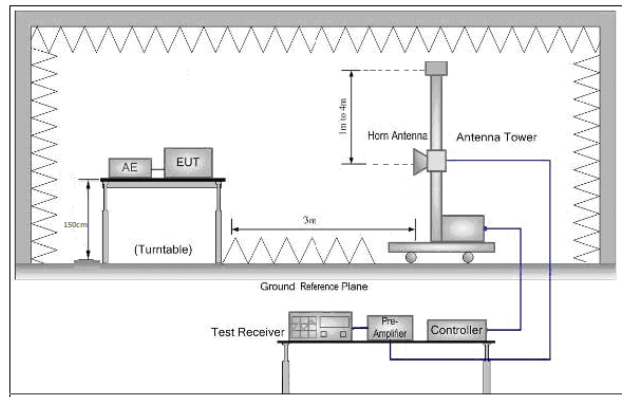 1m to 4m
Horn Antenna
Antenna Tower
AE
EUT
150cm
(Turntable)
3m
Ground Reference Plane
Test Receiver
Pre-
Amplifier
Controller